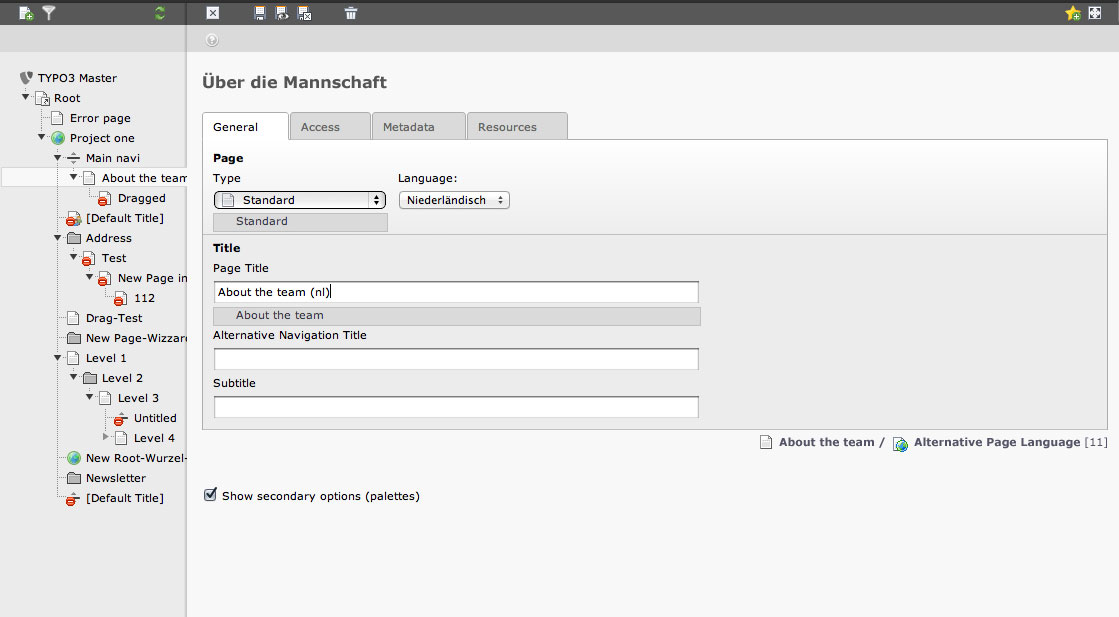 TYPO3 Master
Root
Error page
Project one
Main navi
About the team
Dragged
[Default Title]
Address
Test
New Page in
112
Drag-Test
New Page-Wizzard
Level 1
Level 2
Level 3
Untitled
Level 4
New Root-Wurzel-
Newsletter
[Default Title]
Über die Mannschaft
General Access Metadata Resources
Page
Type Language:
Standard Niederländisch
Standard
Title
Page Title
About the team (nl)
About the team
Alternative Navigation Title
Subtitle
About the team / Alternative Page Language [11]
Show secondary options (palettes)